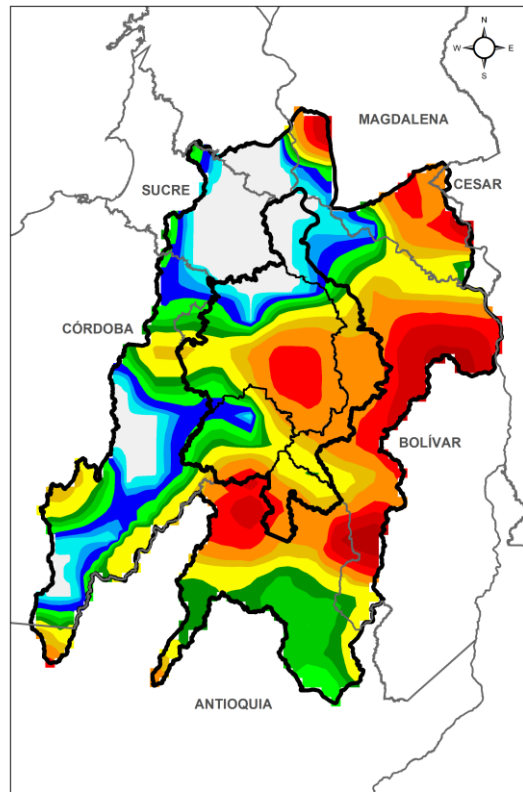 N
W E
S
MAGDALENA
CESAR
SUCRE
CÓRDOBA
BOLÍVAR
ANTIOQUIA